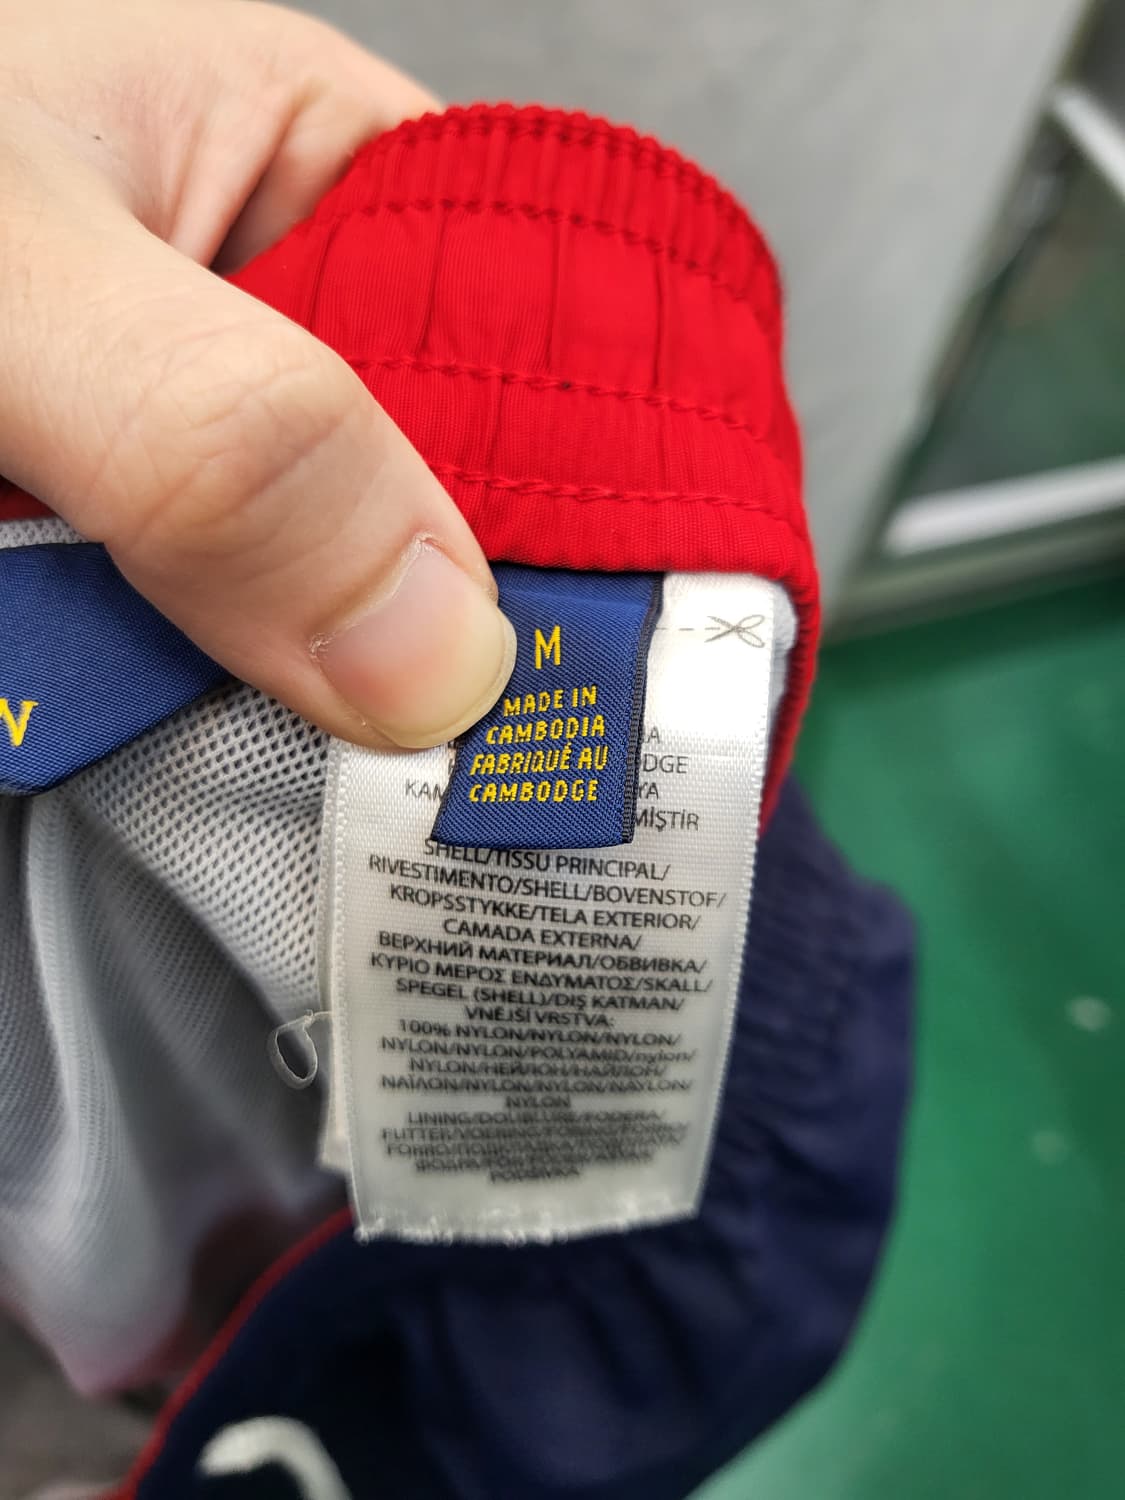 M
MADE IN
CAMBODIA
FABRIQUÉ AU
CAMBODGE
SHELL/TISSU PRINCIPAL/
RIVESTIMENTO/SHELL/BOVENSTOF/
KROPSSTYKKE/TELA EXTERIOR/
CAMADA EXTERNA/
ВЕРХНИЙ МАТЕРИАЛ/ОБВИВКА/
ΚΥΡΙΟ ΜΕΡΟΣ ΕΝΔΥΜΑΤΟΣ/SKALL/
SPEGEL (SHELL)/DIŞ KATMAN/
VNĚJŠÍ VRSTVA:
100% NYLON/NYLON/NYLON/
NYLON/NYLON/POLYAMID/nylon/
NYLON/НЕЙЛОН/НАЙЛОН/
ΝΑΪΛΟΝ/NYLON/NYLON/NAYLON/
NYLON
LINING/DOUBLURE/FODERA/